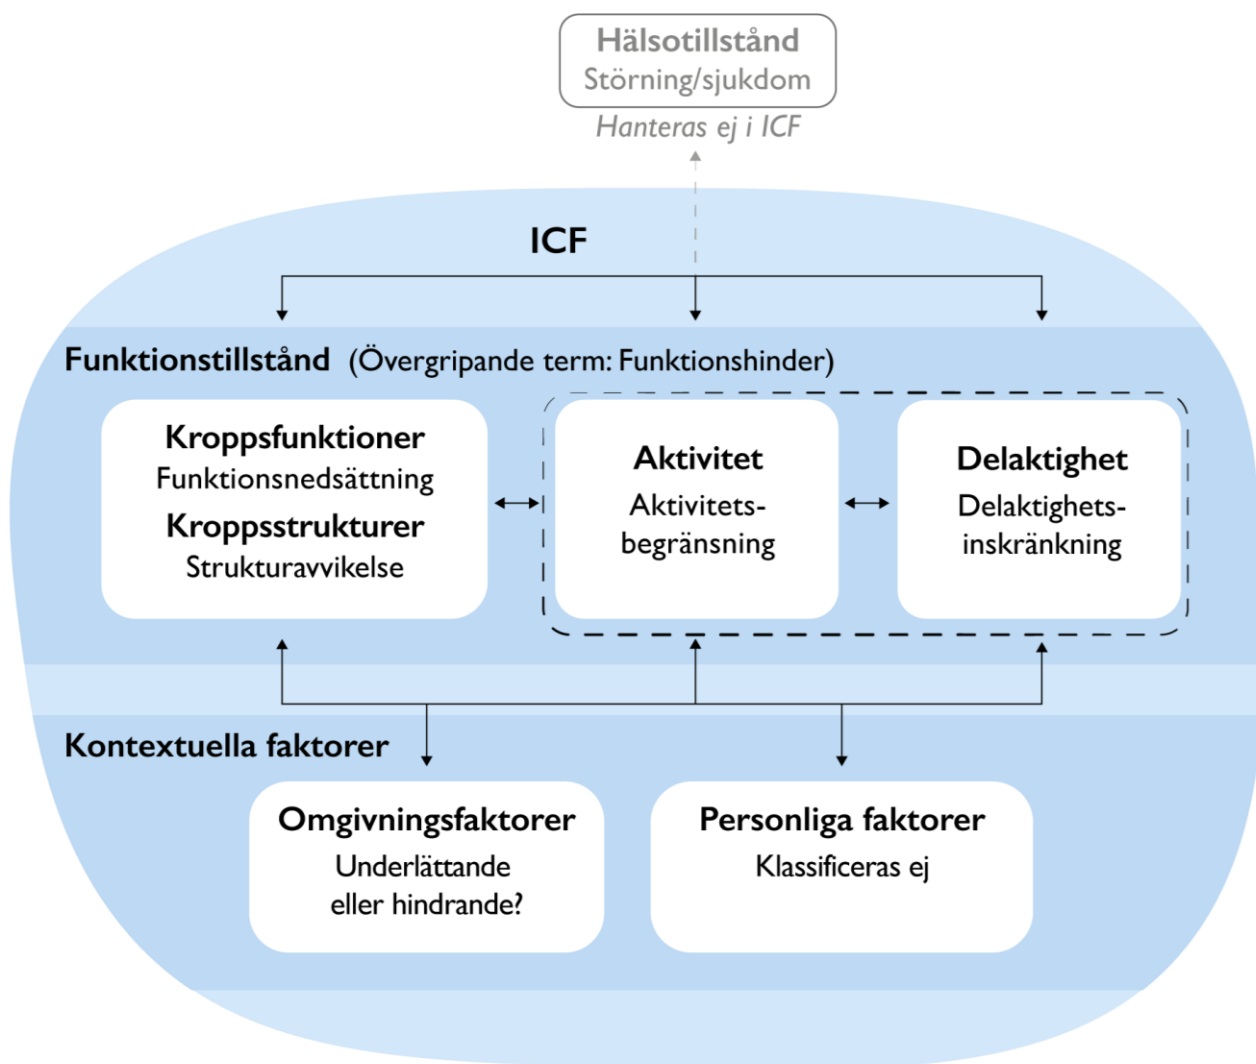 Hälsotillstånd
Störning/sjukdom
Hanteras ej i ICF
ICF
Funktionstillstånd (Övergripande term: Funktionshinder)
Kroppsfunktioner
Funktionsnedsättning
Kroppsstrukturer
Strukturavvikelse
Aktivitet
Aktivitets-
begränsning
Delaktighet
Delaktighets-
inskränkning
Kontextuella faktorer
Omgivningsfaktorer
Underlättande
eller hindrande?
Personliga faktorer
Klassificeras ej